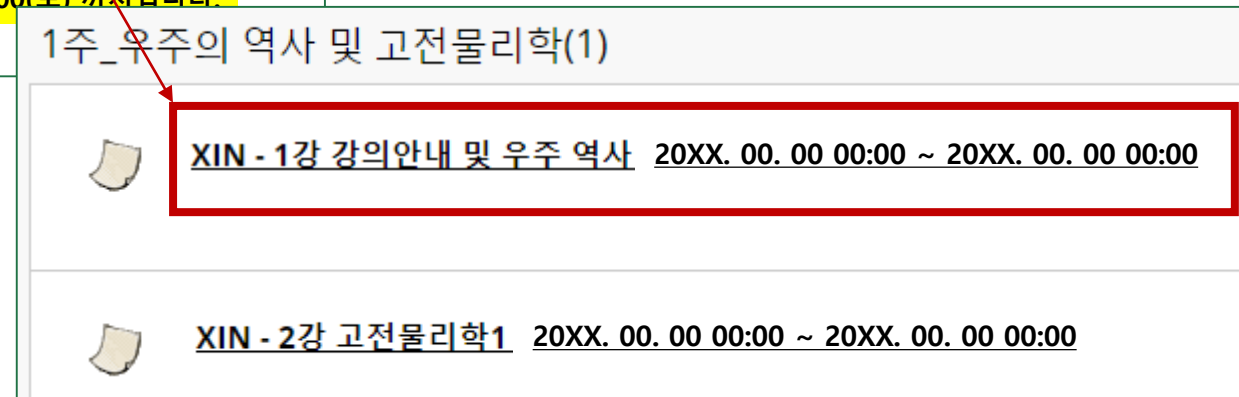 1주_우주의 역사 및 고전물리학(1)
XIN - 1강 강의안내 및 우주 역사 20XX. 00. 00 00:00 ~ 20XX. 00. 00 00:00
XIN - 2강 고전물리학1 20XX. 00. 00 00:00 ~ 20XX. 00. 00 00:00